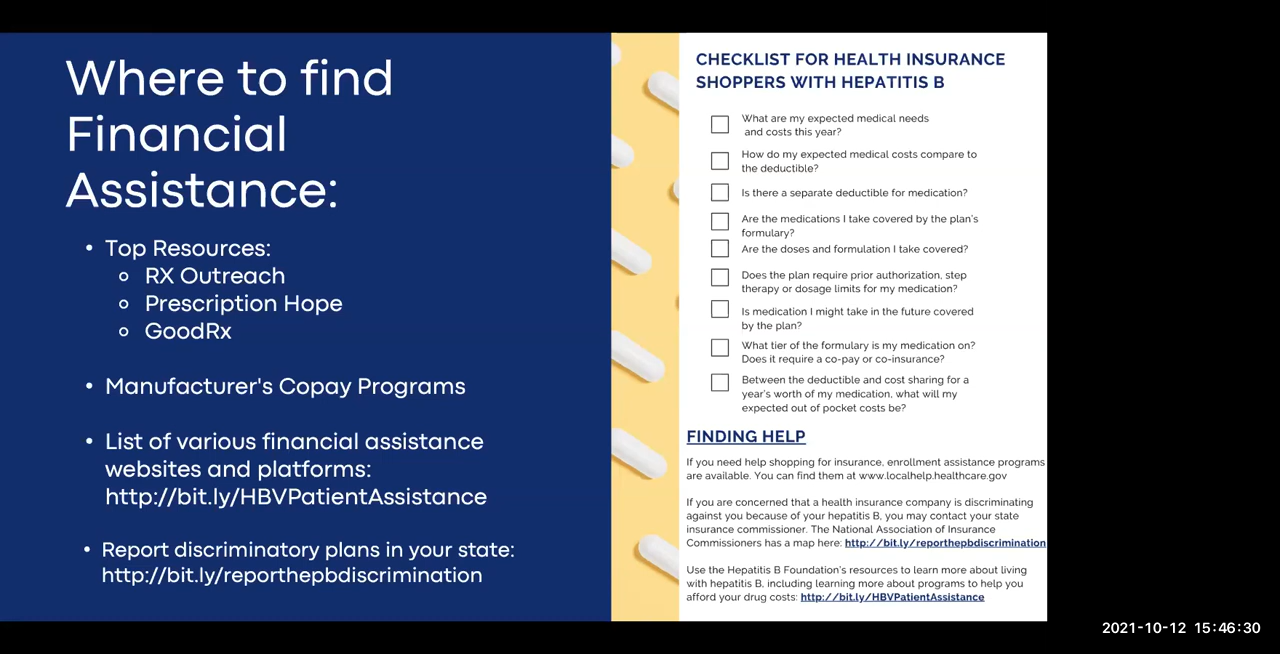 Where to find
Financial
Assistance:
• Top Resources:
o RX Outreach
o Prescription Hope
o GoodRx
• Manufacturer's Copay Programs
• List of various financial assistance
websites and platforms:
http://bit.ly/HBVPatientAssistance
• Report discriminatory plans in your state:
http://bit.ly/reporthepbdiscrimination
CHECKLIST FOR HEALTH INSURANCE
SHOPPERS WITH HEPATITIS B
What are my expected medical needs
and costs this year?
How do my expected medical costs compare to
the deductible?
Is there a separate deductible for medication?
Are the medications I take covered by the plan's
formulary?
Are the doses and formulation I take covered?
Does the plan require prior authorization, step
therapy or dosage limits for my medication?
Is medication I might take in the future covered
by the plan?
What tier of the formulary is my medication on?
Does it require a co-pay or co-insurance?
Between the deductible and cost sharing for a
year's worth of my medication, what will my
expected out of pocket costs be?
FINDING HELP
If you need help shopping for insurance, enrollment assistance programs
are available. You can find them at www.localhelp.healthcare.gov
If you are concerned that a health insurance company is discriminating
against you because of your hepatitis B, you may contact your state
insurance commissioner. The National Association of Insurance
Commissioners has a map here: http://bit.ly/reporthepbdiscrimination
Use the Hepatitis B Foundation's resources to learn more about living
with hepatitis B, including learning more about programs to help you
afford your drug costs: http://bit.ly/HBVPatientAssistance
2021-10-12 15:46:30